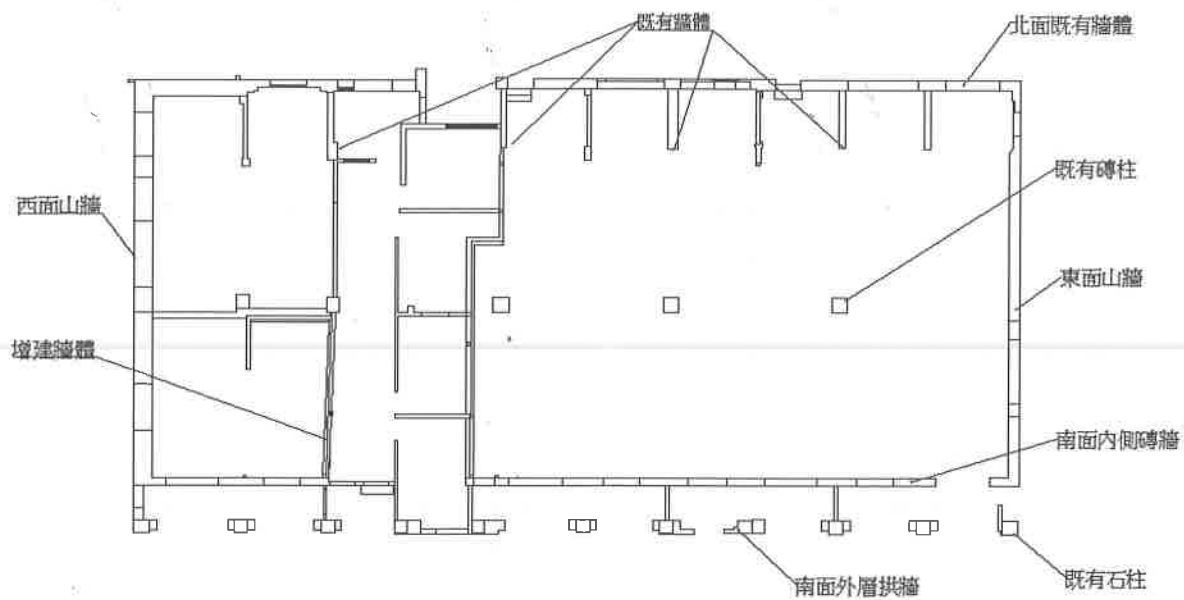 既有牆體
北面既有牆體
既有磚柱
西面山牆
東面山牆
增建牆體
南面內側磚牆
南面外層拱牆
既有石柱